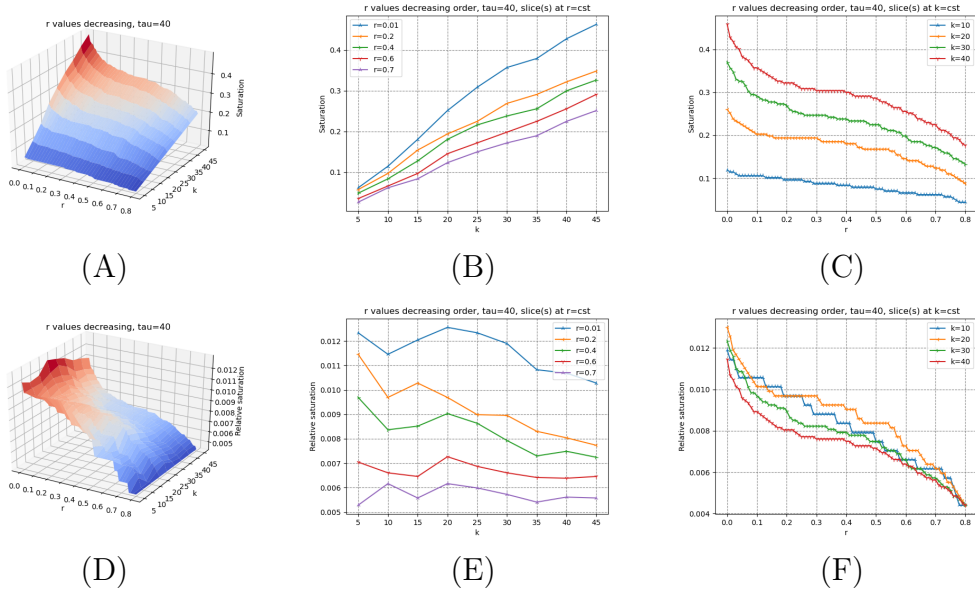 r values decreasing, tau=40
0.4
0.3
0.2
0.1
Saturation
0.0 0.1 0.2 0.3 0.4 0.5 0.6 0.7 0.8
r
5 10 15 20 25 30 35 40 45
k
(A)
r values decreasing order, tau=40, slice(s) at r=cst
r=0.01
r=0.2
r=0.4
r=0.6
r=0.7
Saturation
0.4
0.3
0.2
0.1
5 10 15 20 25 30 35 40 45
k
(B)
r values decreasing order, tau=40, slice(s) at k=cst
k=10
k=20
k=30
k=40
Saturation
0.4
0.3
0.2
0.1
0.0 0.1 0.2 0.3 0.4 0.5 0.6 0.7 0.8
r
(C)
r values decreasing, tau=40
0.012
0.011
0.010
0.009
0.008
0.007
0.006
0.005
Relative saturation
0.0 0.1 0.2 0.3 0.4 0.5 0.6 0.7 0.8
r
5 10 15 20 25 30 35 40 45
k
(D)
r values decreasing order, tau=40, slice(s) at r=cst
r=0.01
r=0.2
r=0.4
r=0.6
r=0.7
Relative saturation
0.012
0.011
0.010
0.009
0.008
0.007
0.006
0.005
5 10 15 20 25 30 35 40 45
k
(E)
r values decreasing order, tau=40, slice(s) at k=cst
k=10
k=20
k=30
k=40
Relative saturation
0.012
0.010
0.008
0.006
0.004
0.0 0.1 0.2 0.3 0.4 0.5 0.6 0.7 0.8
r
(F)